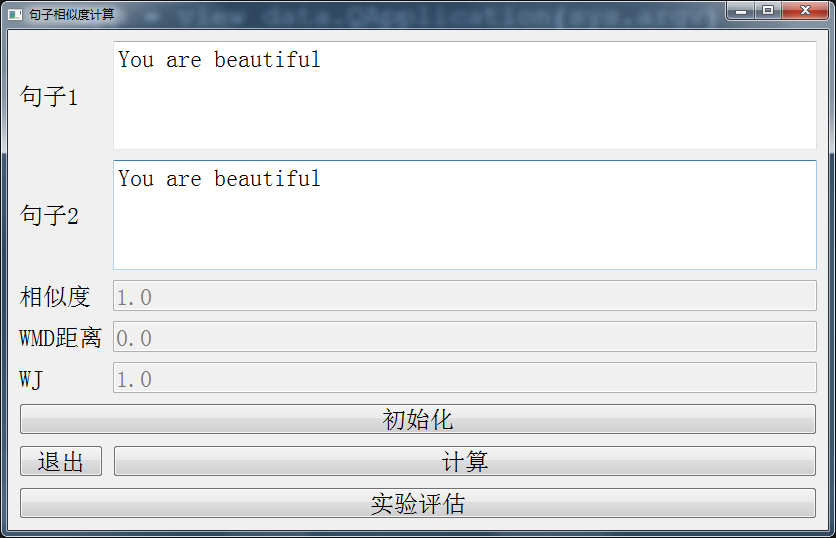 句子相似度计算
句子1
You are beautiful
句子2
You are beautiful
相似度 1.0
WMD距离 0.0
WJ 1.0
初始化
退出 计算
实验评估